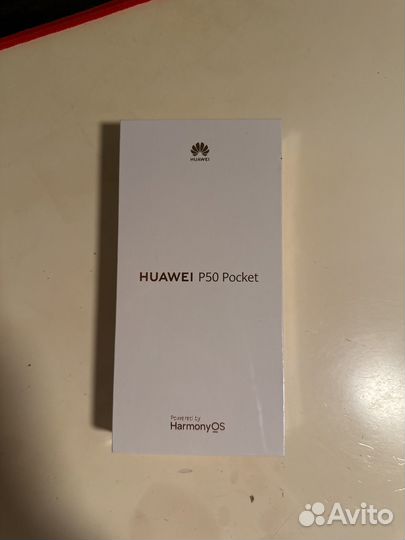 HUAWEI
HUAWEI P50 Pocket
Powered by
HarmonyOS
Avito